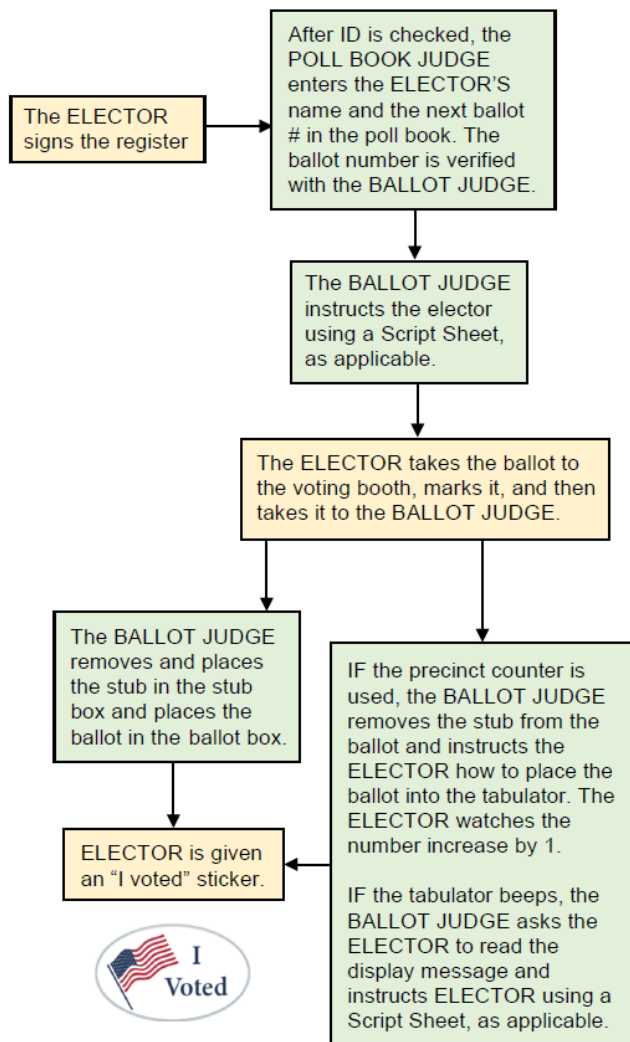 The ELECTOR
signs the register
After ID is checked, the
POLL BOOK JUDGE
enters the ELECTOR’S
name and the next ballot
# in the poll book. The
ballot number is verified
with the BALLOT JUDGE.
The BALLOT JUDGE
instructs the elector
using a Script Sheet,
as applicable.
The ELECTOR takes the ballot to
the voting booth, marks it, and then
takes it to the BALLOT JUDGE.
The BALLOT JUDGE
removes and places
the stub in the stub
box and places the
ballot in the ballot box.
IF the precinct counter is
used, the BALLOT JUDGE
removes the stub from the
ballot and instructs the
ELECTOR how to place the
ballot into the tabulator. The
ELECTOR watches the
number increase by 1.
IF the tabulator beeps, the
BALLOT JUDGE asks the
ELECTOR to read the
display message and
instructs ELECTOR using a
Script Sheet, as applicable.
ELECTOR is given
an “I voted” sticker.
I
Voted